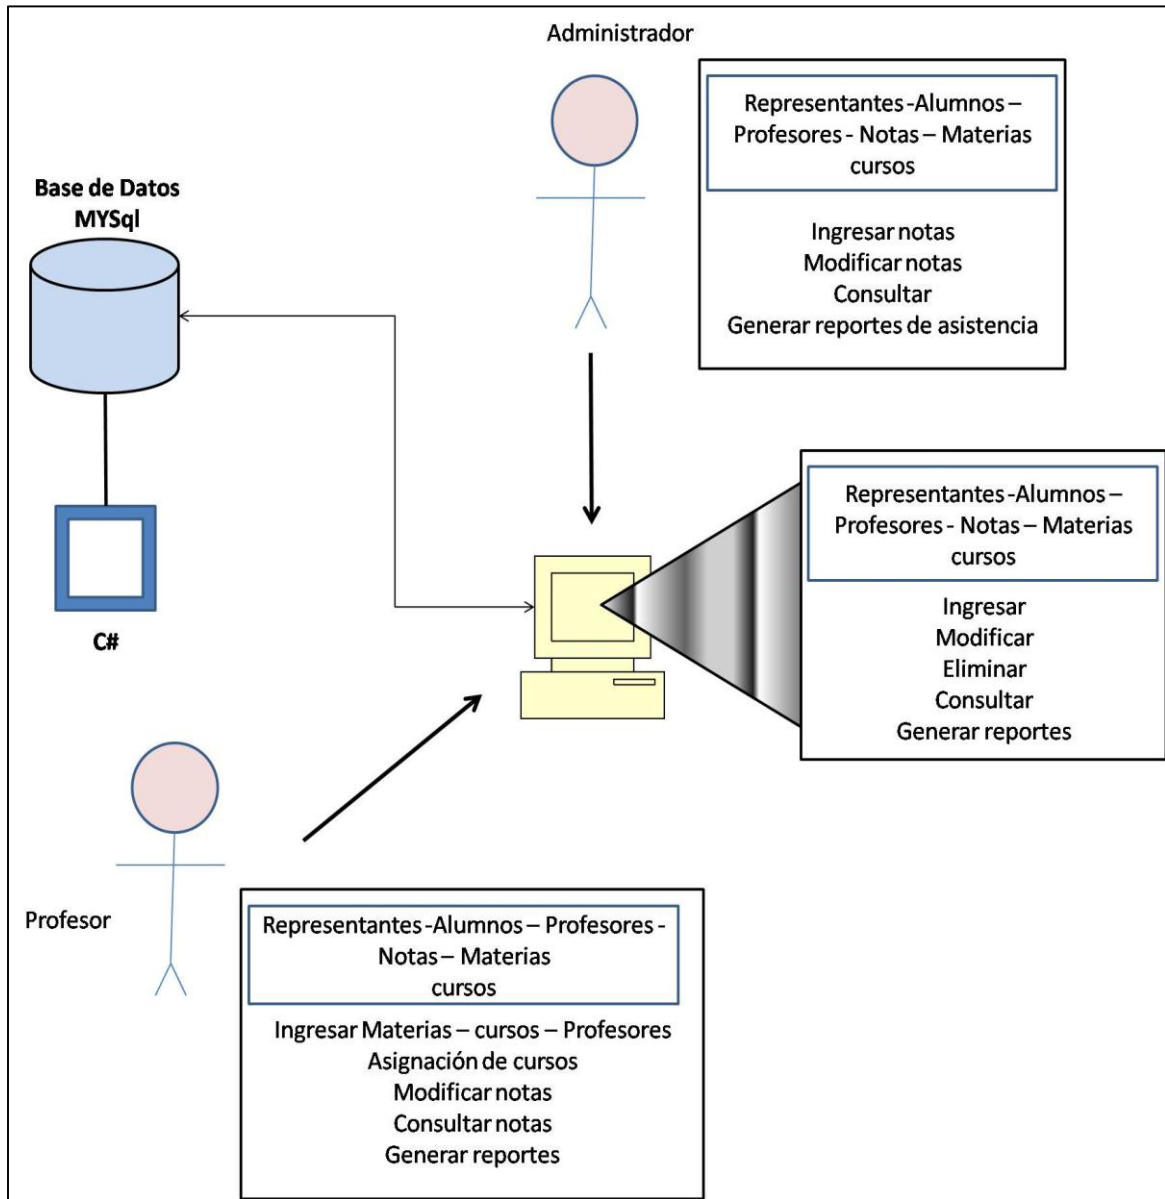 Administrador
Representantes -Alumnos –
Profesores - Notas – Materias
cursos
Ingresar notas
Modificar notas
Consultar
Generar reportes de asistencia
Base de Datos
MYSql
C#
Representantes -Alumnos –
Profesores - Notas – Materias
cursos
Ingresar
Modificar
Eliminar
Consultar
Generar reportes
Profesor
Representantes -Alumnos – Profesores -
Notas – Materias
cursos
Ingresar Materias – cursos – Profesores
Asignación de cursos
Modificar notas
Consultar notas
Generar reportes